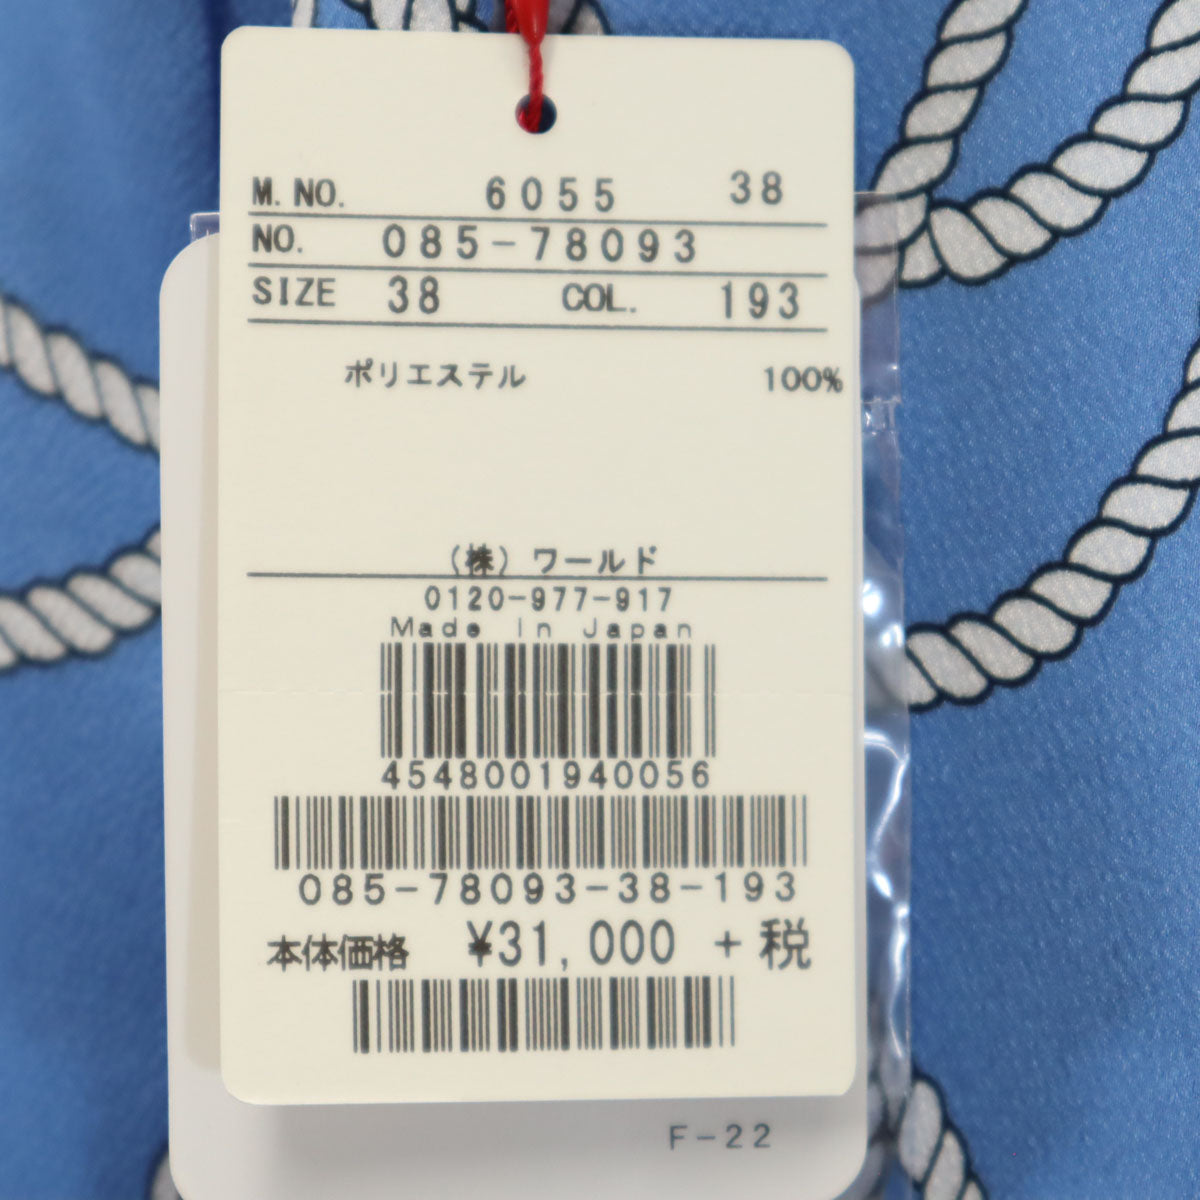 M. NO. 6055 38
NO. 085-78093
SIZE 38 COL. 193
ポリエステル 100%
(株) ワールド
0120-977-917
Made in Japan
4548001940056
085-78093-38-193
本体価格 ¥31,000 + 税
F-22